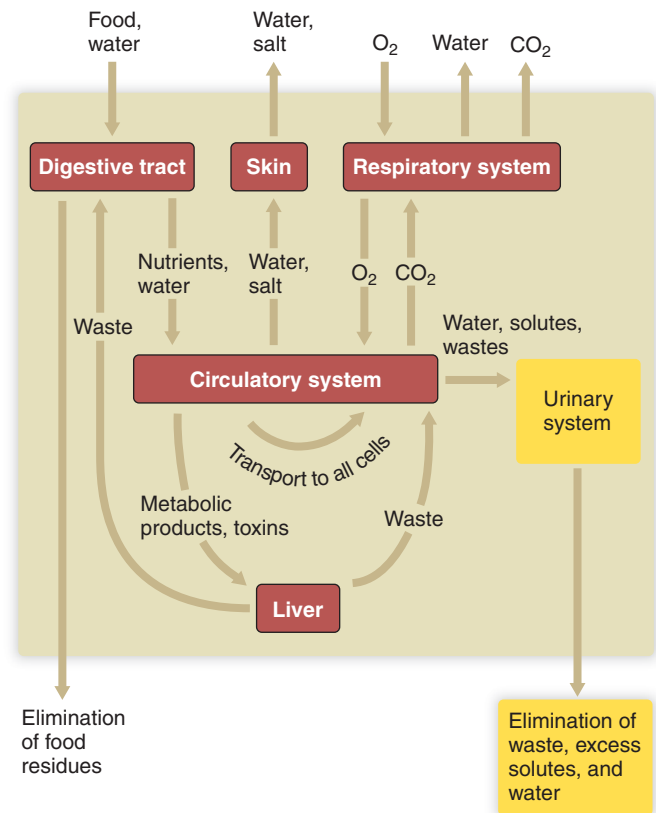 Food,
water
Water,
salt
O2
Water
CO2
Digestive tract
Skin
Respiratory system
Nutrients,
water
Water,
salt
O2
CO2
Waste
Water, solutes,
wastes
Circulatory system
Urinary
system
Transport to all cells
Metabolic
products, toxins
Waste
Liver
Elimination
of food
residues
Elimination of
waste, excess
solutes, and
water